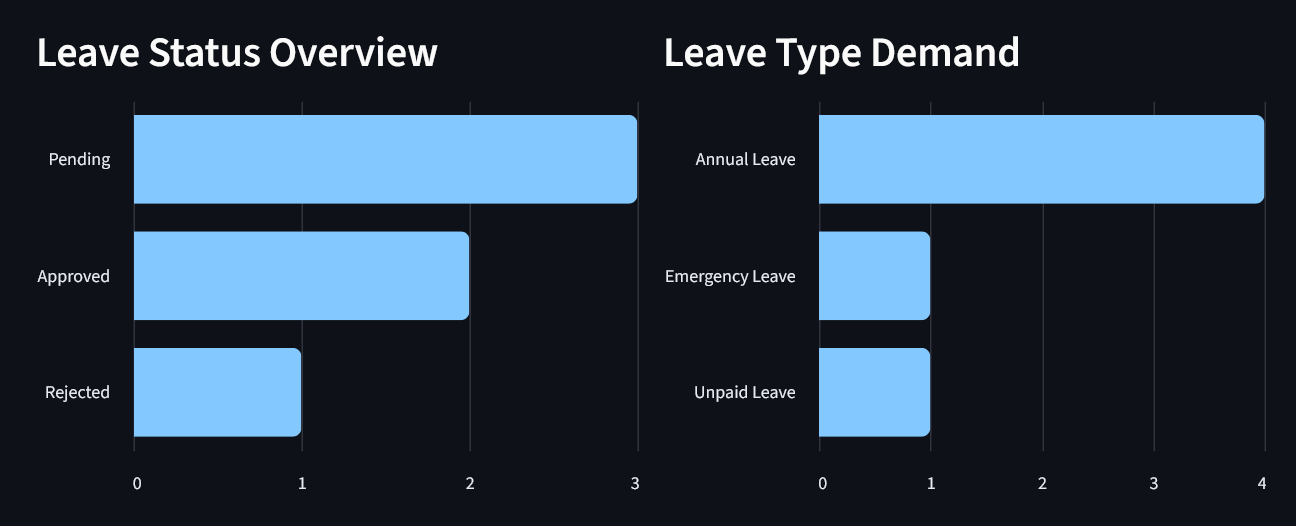 Leave Status Overview
Pending
Approved
Rejected
0 1 2 3
Leave Type Demand
Annual Leave
Emergency Leave
Unpaid Leave
0 1 2 3 4